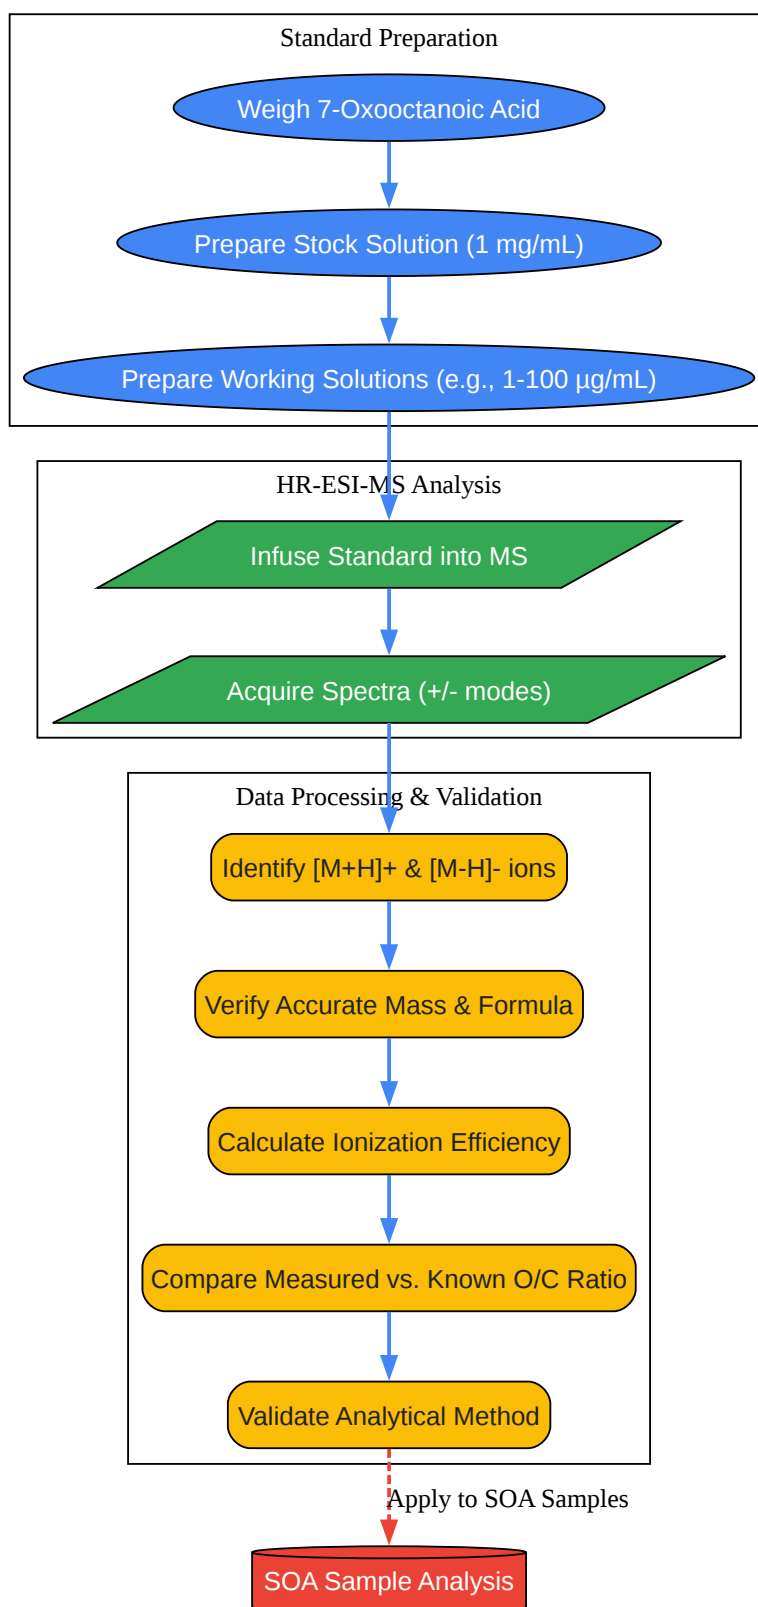 Standard Preparation
Weigh 7-Oxooctanoic Acid
Prepare Stock Solution (1 mg/mL)
Prepare Working Solutions (e.g., 1-100 µg/mL)
HR-ESI-MS Analysis
Infuse Standard into MS
Acquire Spectra (+/- modes)
Data Processing & Validation
Identify [M+H]+ & [M-H]- ions
Verify Accurate Mass & Formula
Calculate Ionization Efficiency
Compare Measured vs. Known O/C Ratio
Validate Analytical Method
Apply to SOA Samples
SOA Sample Analysis